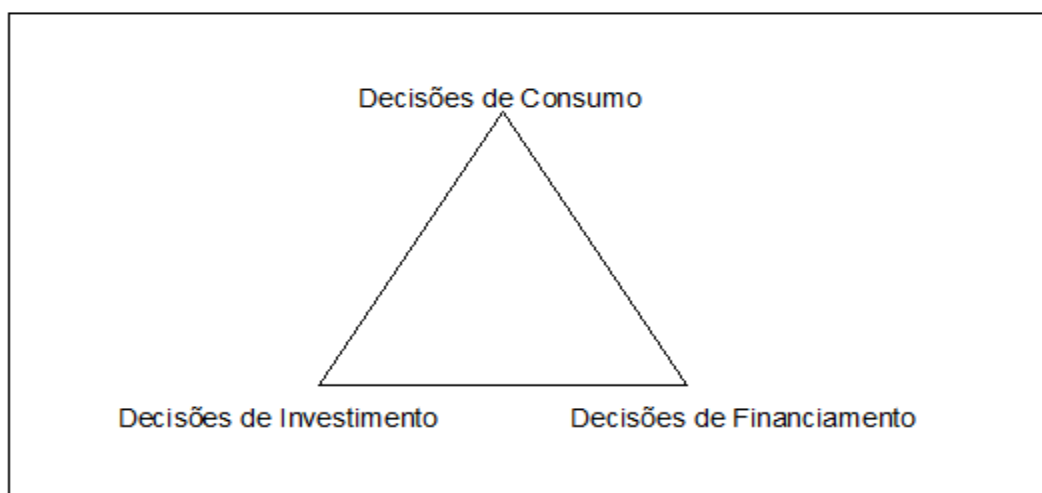 Decisões de Consumo
Decisões de Investimento
Decisões de Financiamento